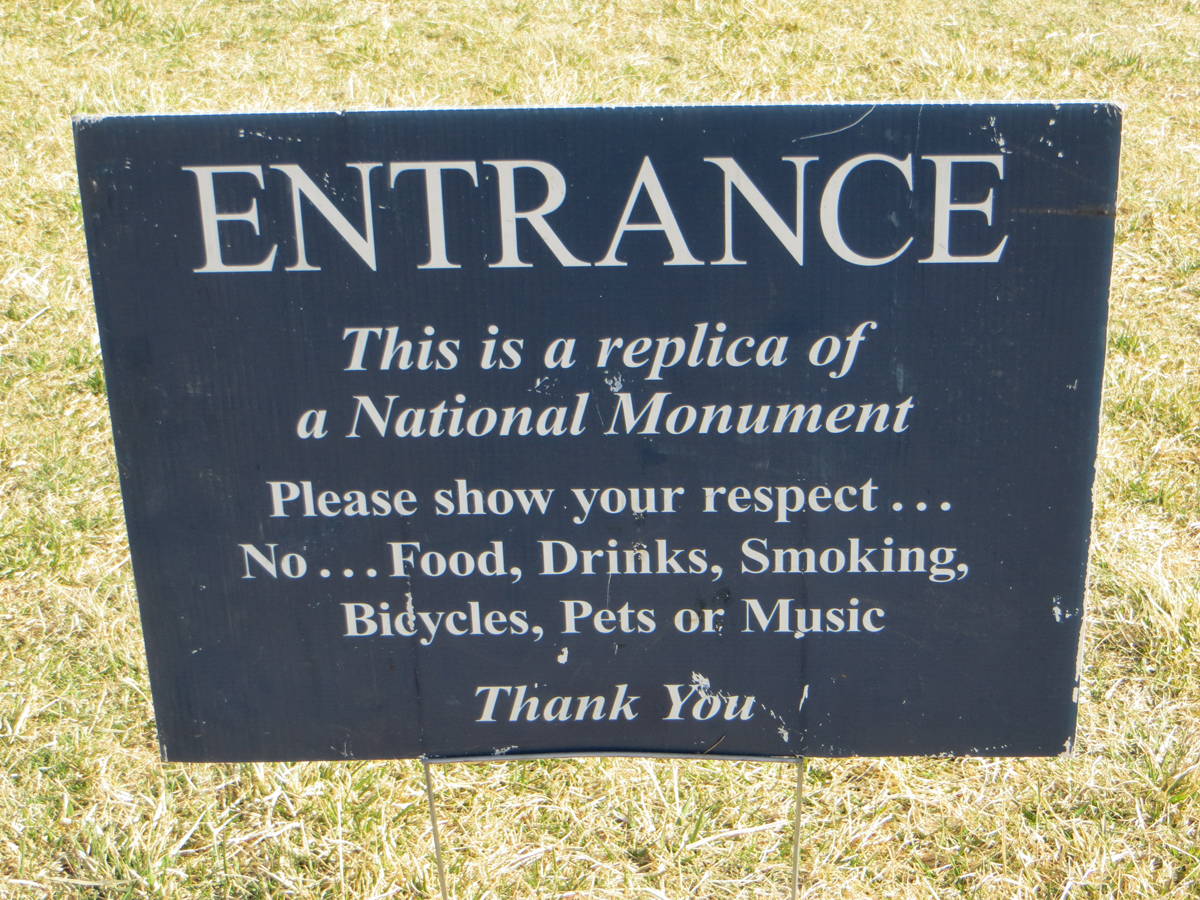 ENTRANCE
This is a replica of
a National Monument
Please show your respect . . .
No . . . Food, Drinks, Smoking,
Bicycles, Pets or Music
Thank You